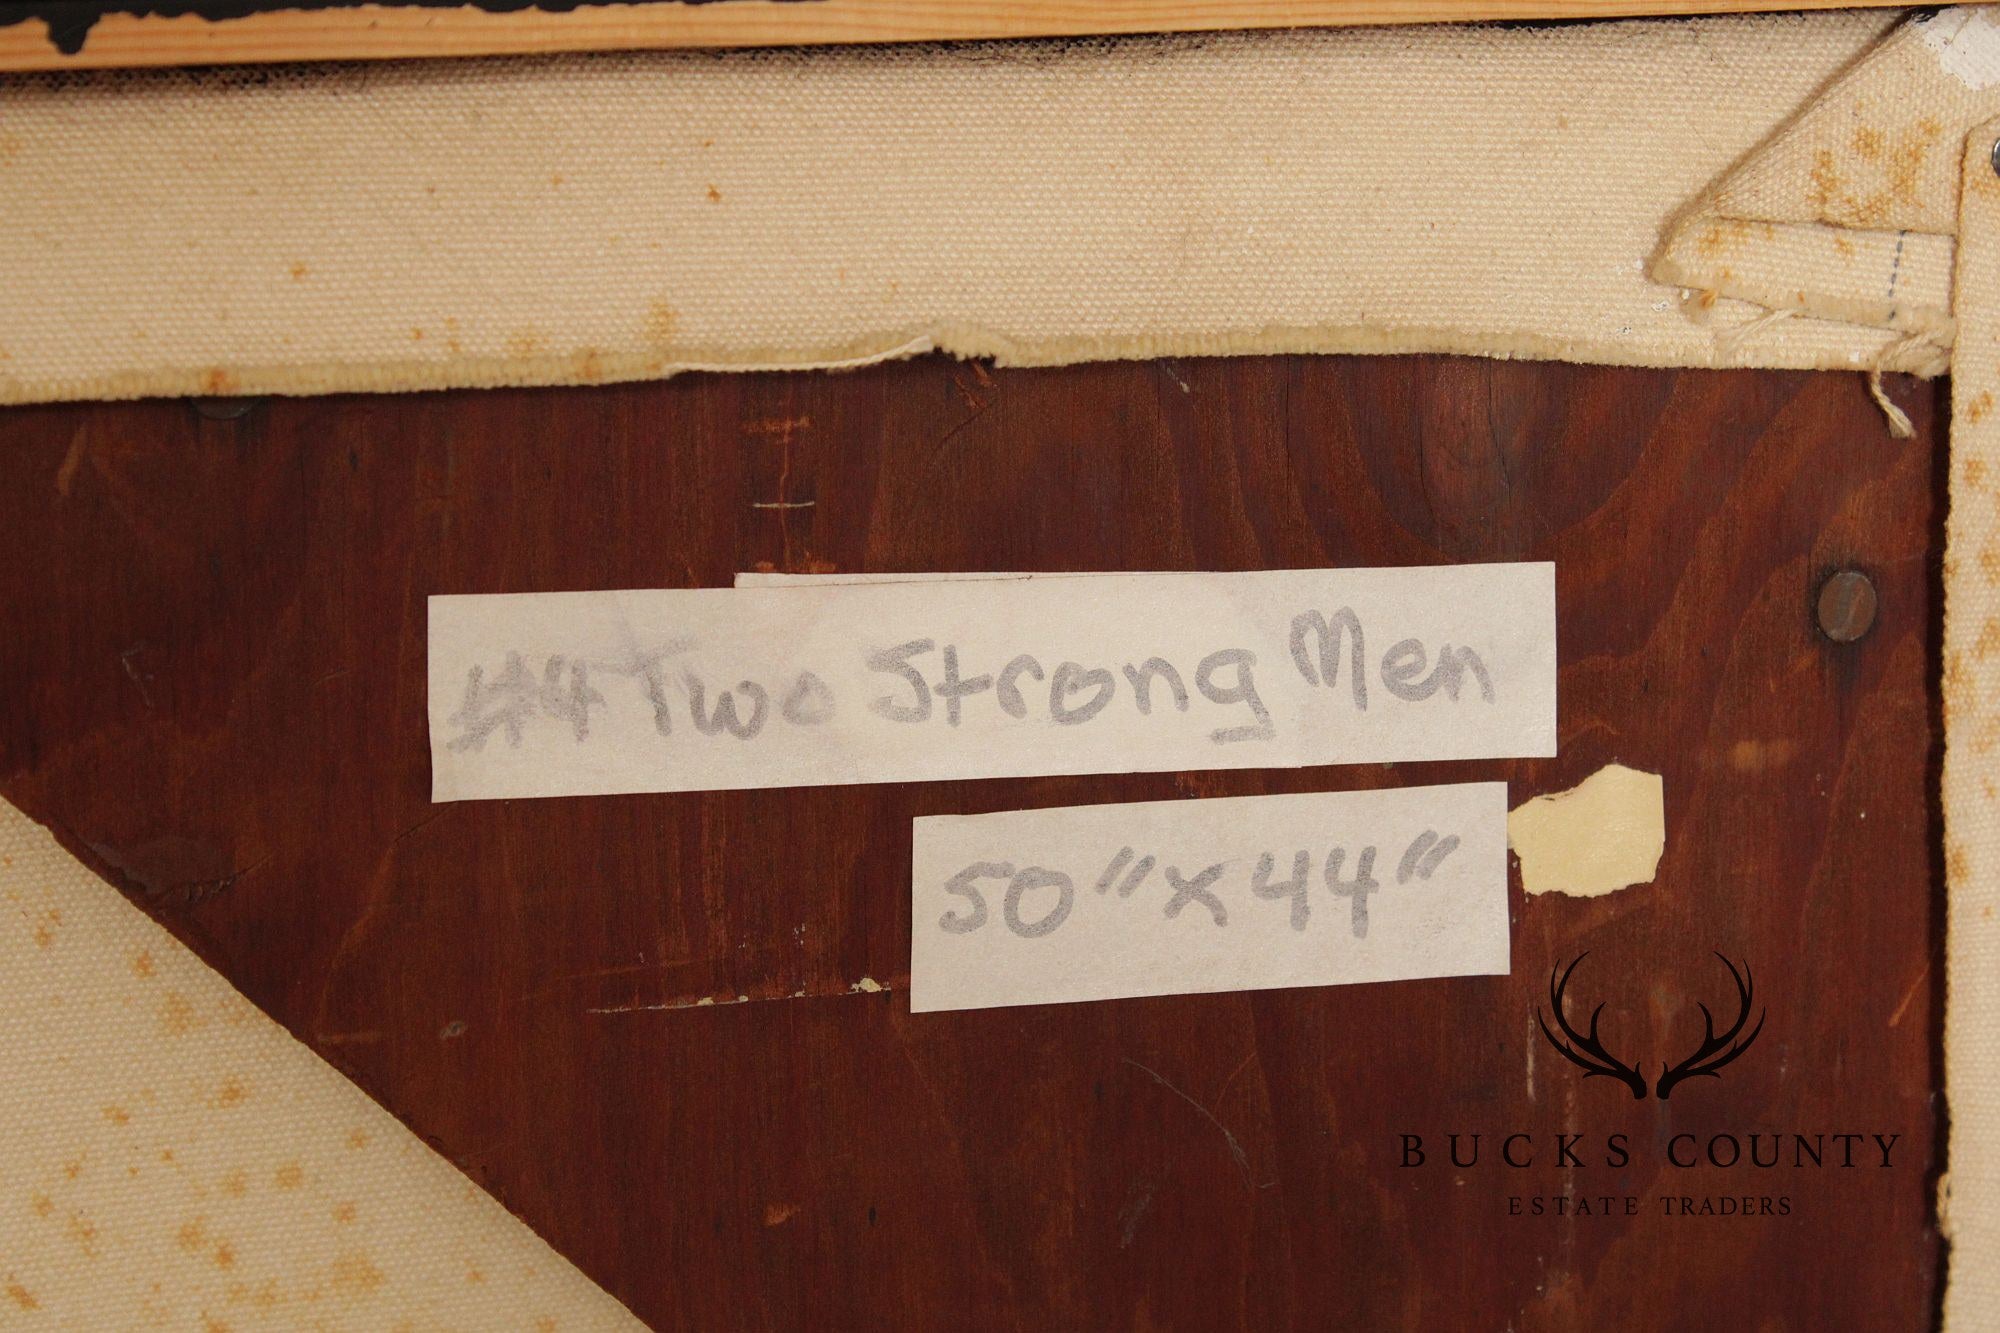 #4 Two Strong Men
50" x 44"
BUCKS COUNTY
ESTATE TRADERS